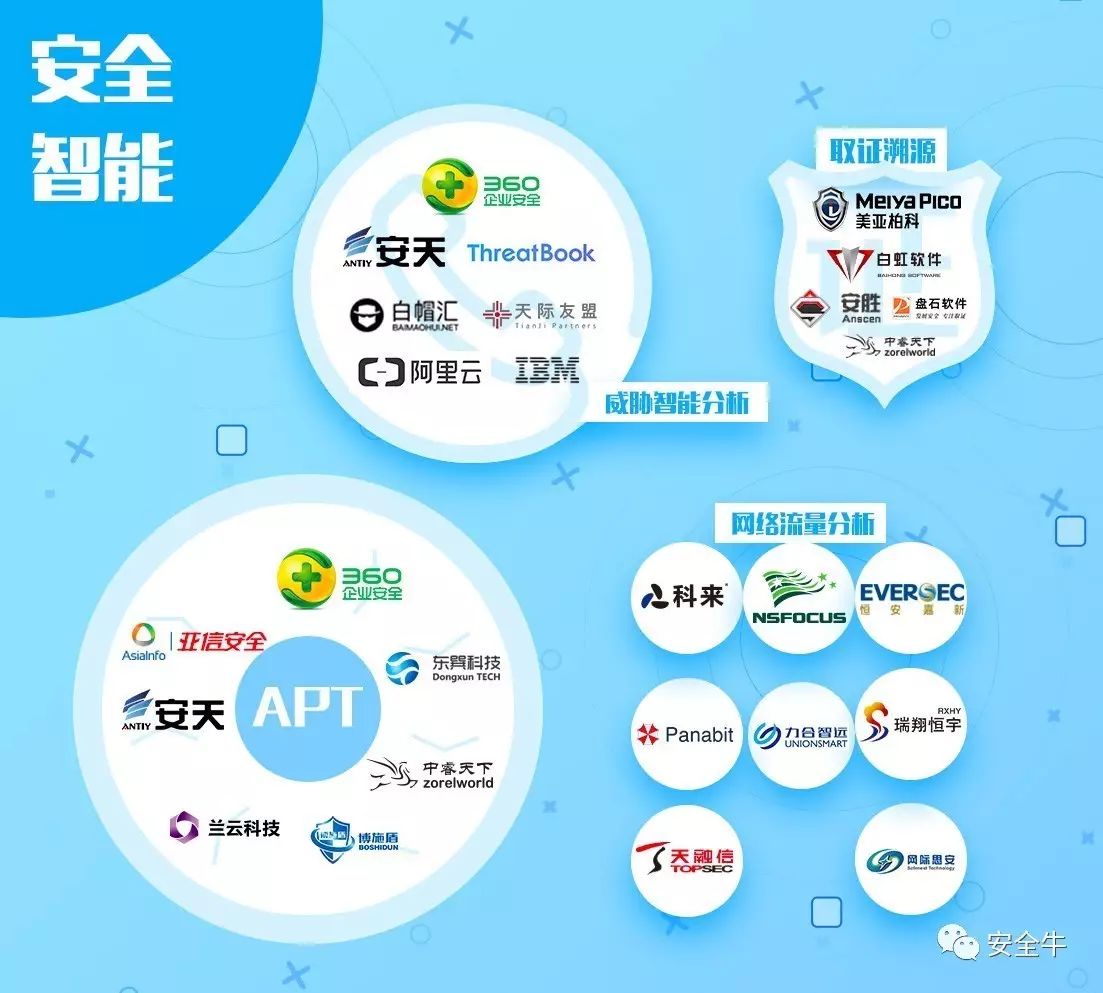 安全
智能
360
企业安全
ANTIY 安天
ThreatBook
白帽汇
BAIMAOHUI.NET
天际友盟
TianJi Partners
阿里云
IBM
威胁智能分析
取证溯源
MeiyaPico
美亚柏科
白虹软件
BAIHONG SOFTWARE
安胜
Anscen
盘石软件
中睿天下
zorelworld
360
企业安全
AsiaInfo
亚信安全
ANTIY 安天
APT
东巽科技
Dongxun TECH
中睿天下
zorelworld
兰云科技
博施盾
BOSHIDUN
网络流量分析
科来
NSFOCUS
EVERSEC
恒安嘉新
Panabit
力合智远
UNIONSMART
RXHY
瑞翔恒宇
天融信
TOPSEC
网际思安
安全牛